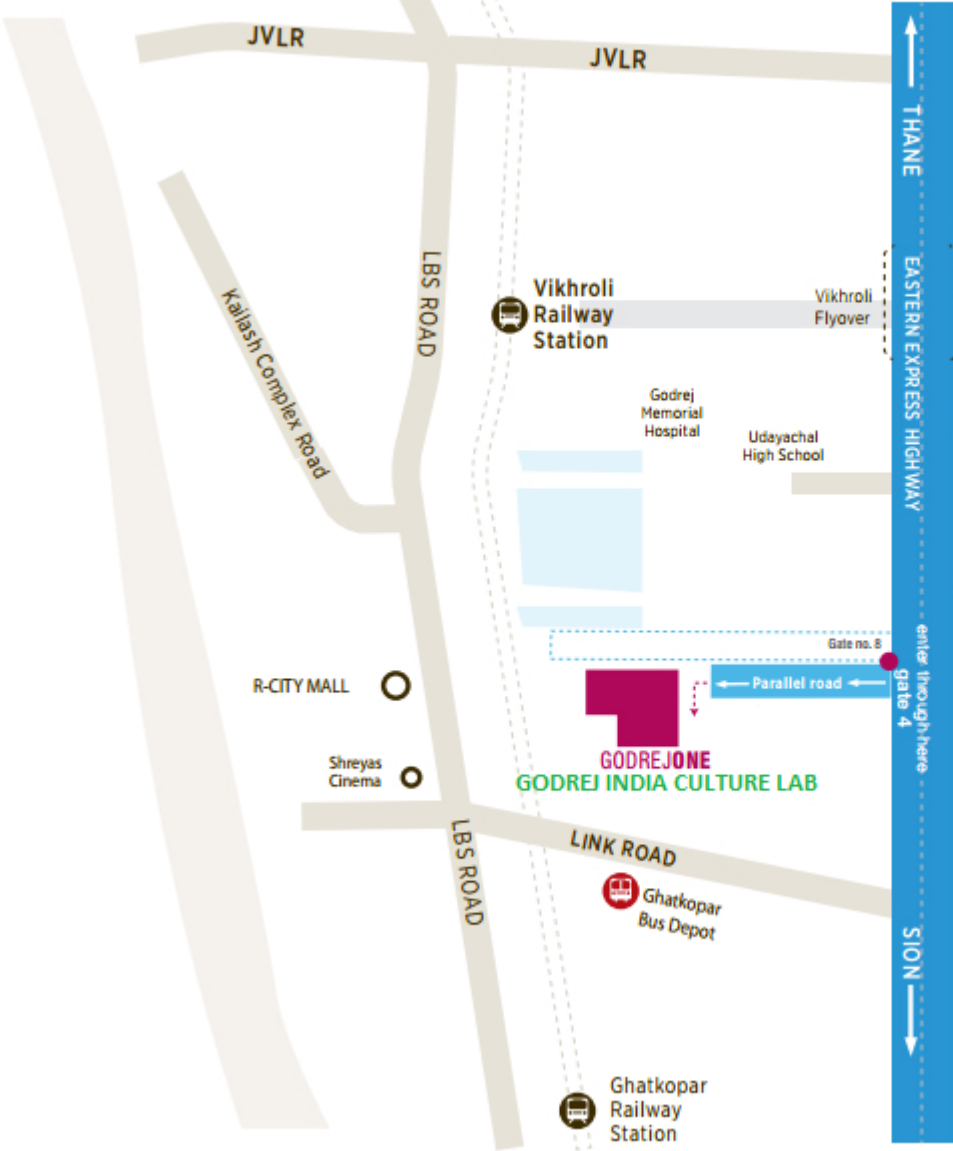 JVLR
JVLR
THANE
LBS ROAD
EASTERN EXPRESS HIGHWAY
Vikhroli
Railway
Station
Vikhroli
Flyover
Kailash Complex Road
Godrej
Memorial
Hospital
Udayachal
High School
Gate no. 8
enter through here
gate 4
Parallel road
R-CITY MALL
GODREJONE
GODREJ INDIA CULTURE LAB
Shreyas
Cinema
LBS ROAD
LINK ROAD
Ghatkopar
Bus Depot
SION
Ghatkopar
Railway
Station